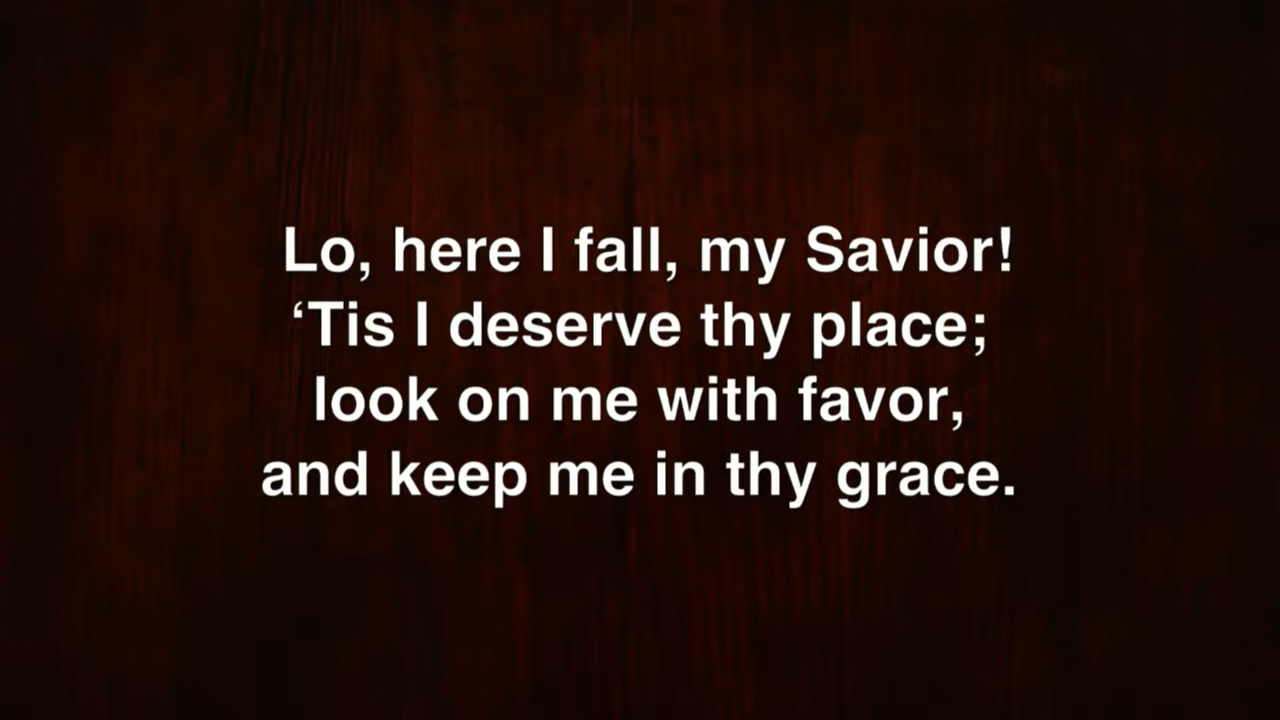 Lo, here I fall, my Savior!
‘Tis I deserve thy place;
look on me with favor,
and keep me in thy grace.